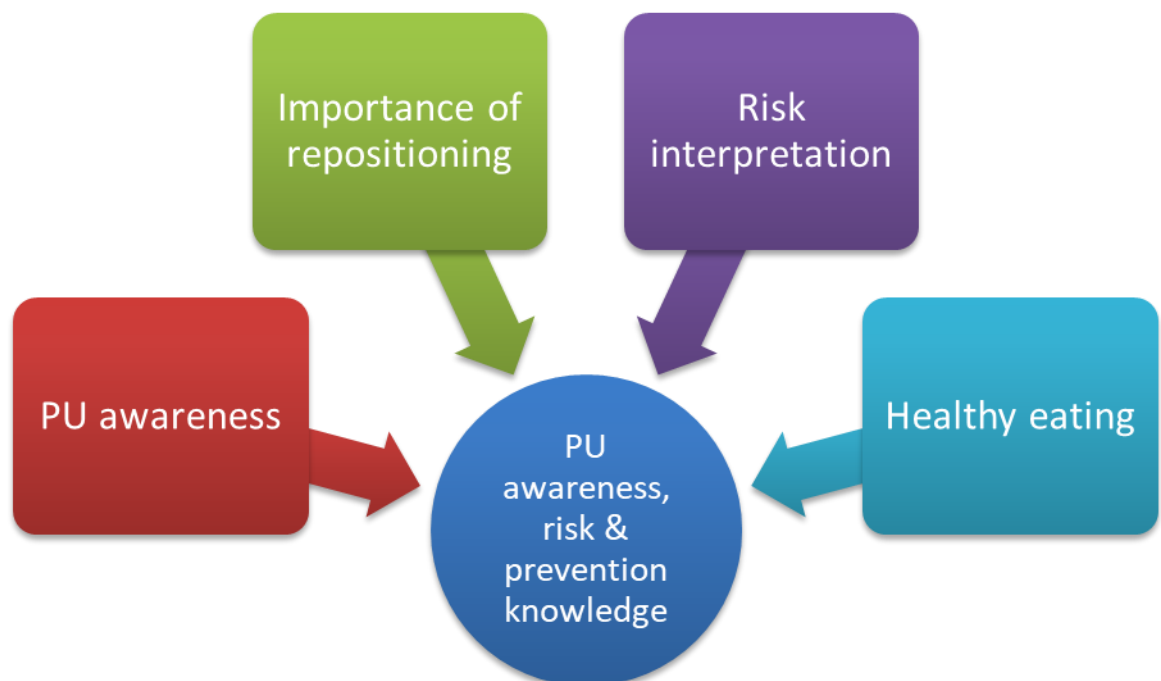 Importance of
repositioning
Risk
interpretation
PU awareness
Healthy eating
PU
awareness,
risk &
prevention
knowledge